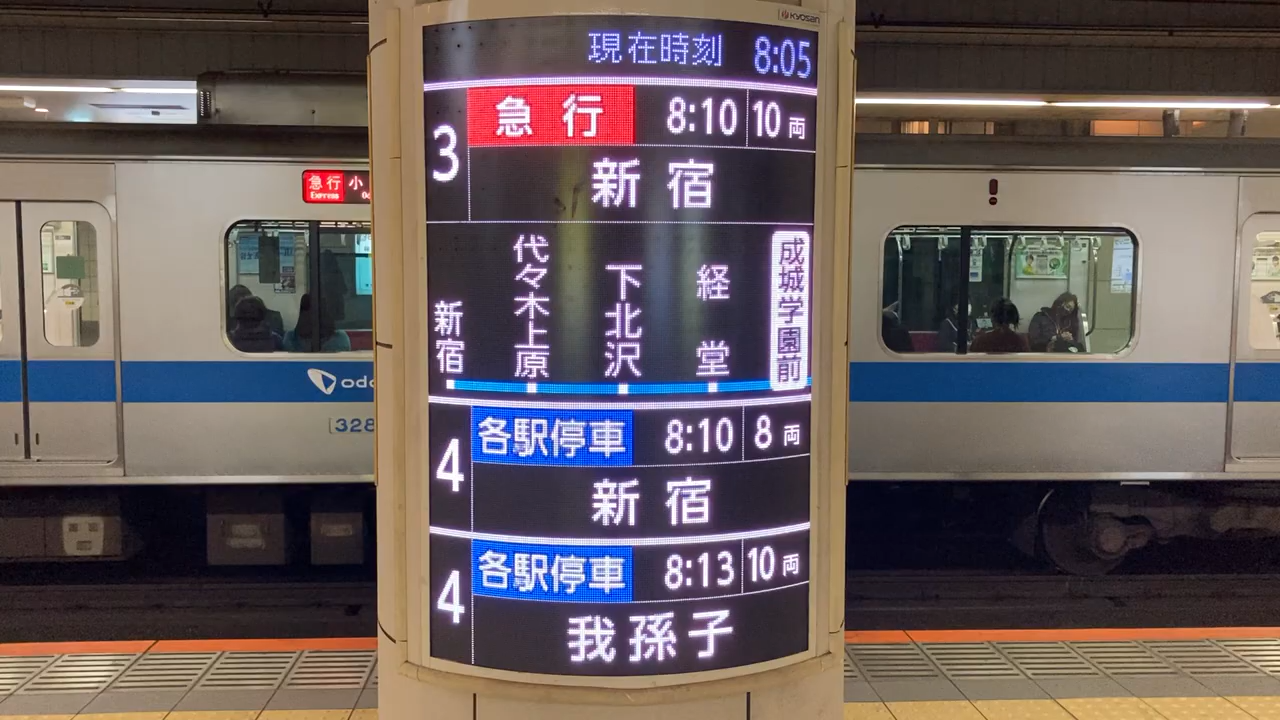 kyosan
現在時刻 8:05
3 急行 8:10 10両
新宿
新宿
代々木上原
下北沢
経堂
成城学園前
4 各駅停車 8:10 8両
新宿
4 各駅停車 8:13 10両
我孫子
急行 小
Express